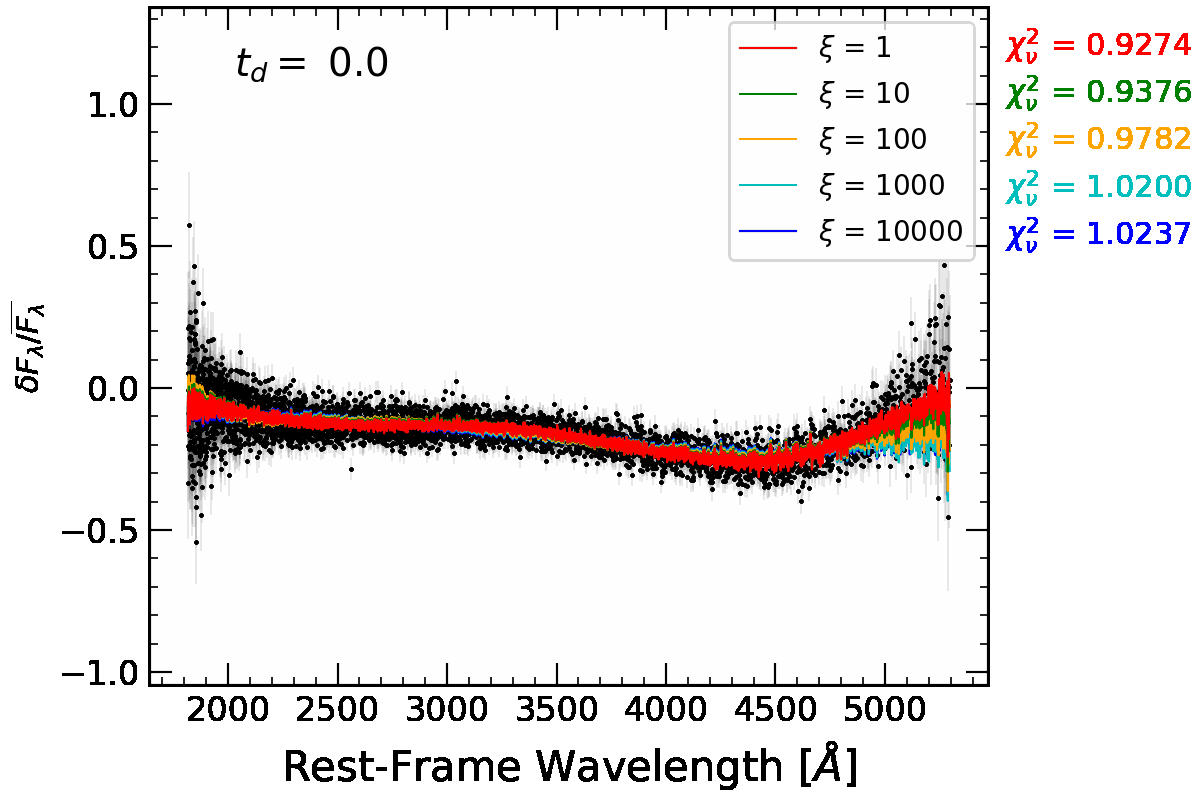 t_d = 0.0
ξ = 1
ξ = 10
ξ = 100
ξ = 1000
ξ = 10000
χ²_ν = 0.9274
χ²_ν = 0.9376
χ²_ν = 0.9782
χ²_ν = 1.0200
χ²_ν = 1.0237
1.0
0.5
0.0
−0.5
−1.0
δF_λ/F̅_λ
2000 2500 3000 3500 4000 4500 5000
Rest-Frame Wavelength [Å]